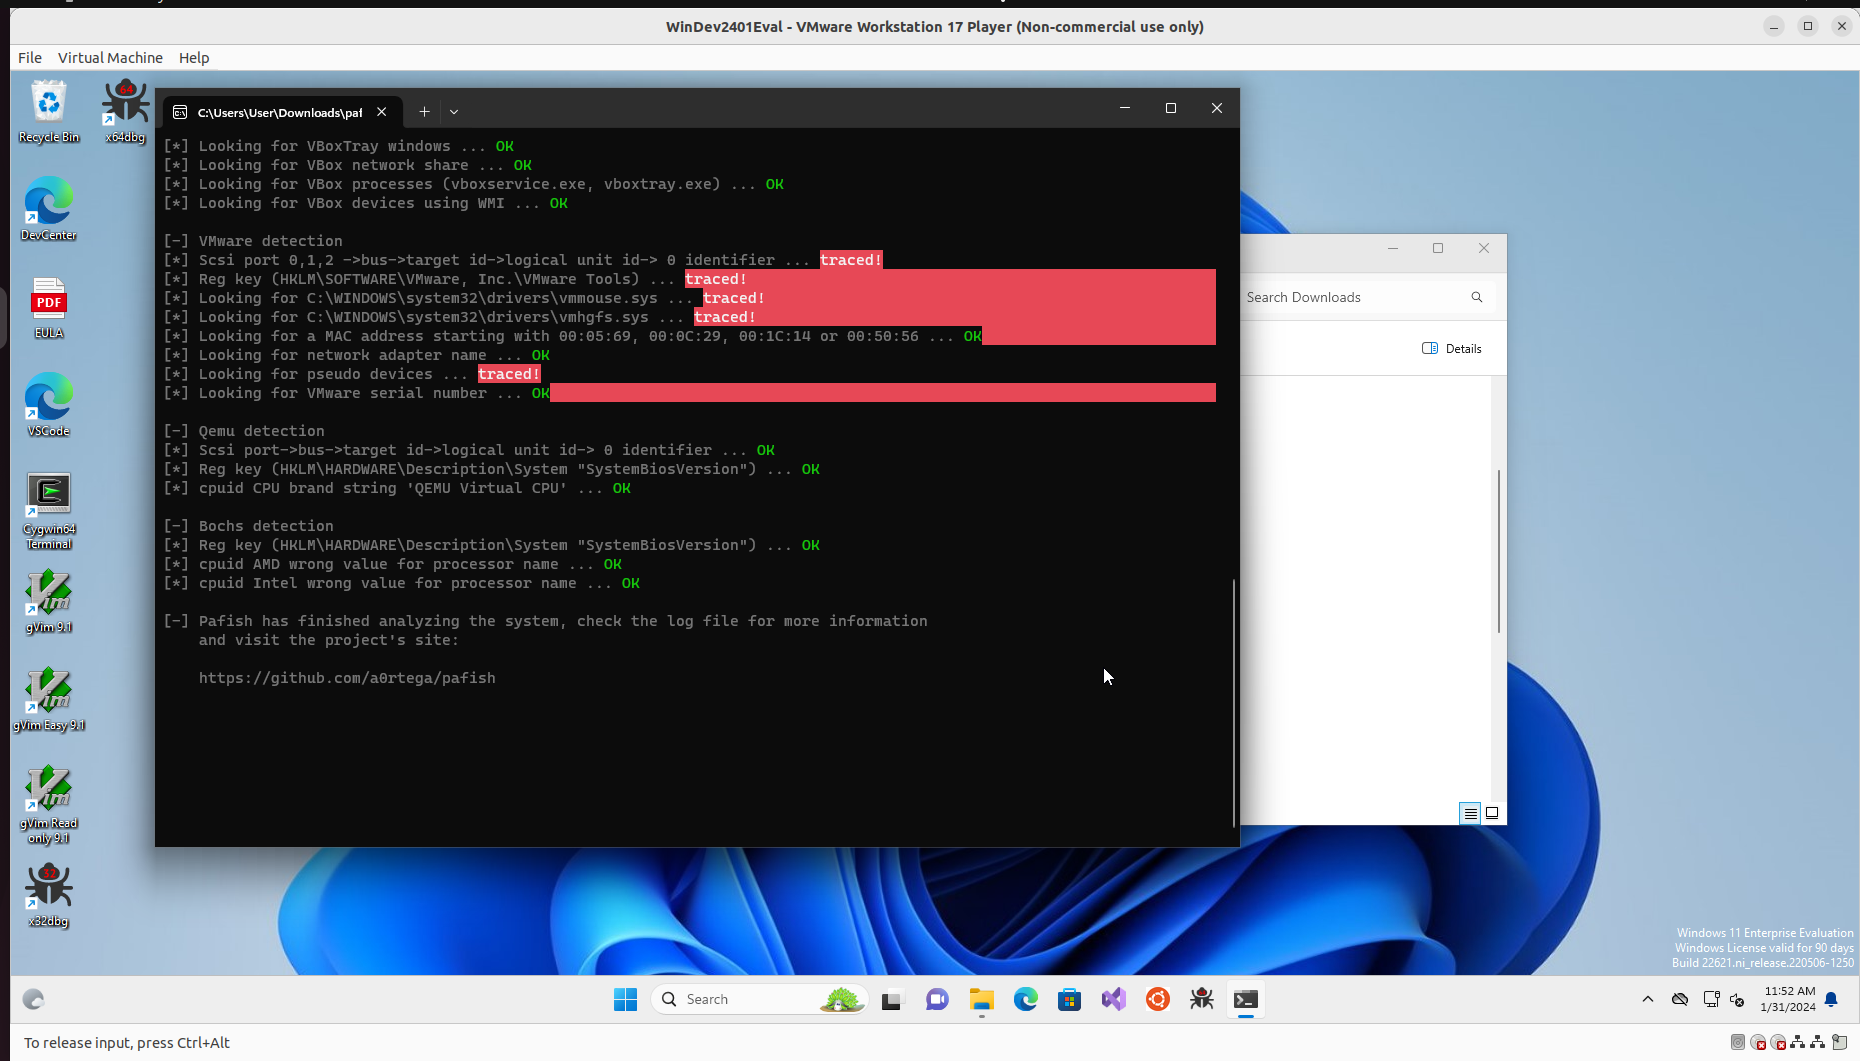 WinDev2401Eval - VMware Workstation 17 Player (Non-commercial use only)
File Virtual Machine Help
Recycle Bin
x64dbg
DevCenter
PDF
EULA
VSCode
Cygwin64
Terminal
gVim 9.1
gVim Easy 9.1
gVim Read
only 9.1
32
x32dbg
64
C:\Users\User\Downloads\paf
[*] Looking for VBoxTray windows ... OK
[*] Looking for VBox network share ... OK
[*] Looking for VBox processes (vboxservice.exe, vboxtray.exe) ... OK
[*] Looking for VBox devices using WMI ... OK
[-] VMware detection
[*] Scsi port 0,1,2 ->bus->target id->logical unit id-> 0 identifier ... traced!
[*] Reg key (HKLM\SOFTWARE\VMware, Inc.\VMware Tools) ... traced!
[*] Looking for C:\WINDOWS\system32\drivers\vmmouse.sys ... traced!
[*] Looking for C:\WINDOWS\system32\drivers\vmhgfs.sys ... traced!
[*] Looking for a MAC address starting with 00:05:69, 00:0C:29, 00:1C:14 or 00:50:56 ... OK
[*] Looking for network adapter name ... OK
[*] Looking for pseudo devices ... traced!
[*] Looking for VMware serial number ... OK
[-] Qemu detection
[*] Scsi port->bus->target id->logical unit id-> 0 identifier ... OK
[*] Reg key (HKLM\HARDWARE\Description\System "SystemBiosVersion") ... OK
[*] cpuid CPU brand string 'QEMU Virtual CPU' ... OK
[-] Bochs detection
[*] Reg key (HKLM\HARDWARE\Description\System "SystemBiosVersion") ... OK
[*] cpuid AMD wrong value for processor name ... OK
[*] cpuid Intel wrong value for processor name ... OK
[-] Pafish has finished analyzing the system, check the log file for more information
and visit the project's site:
https://github.com/a0rtega/pafish
Search Downloads
Details
Windows 11 Enterprise Evaluation
Windows License valid for 90 days
Build 22621.ni_release.220506-1250
Search
11:52 AM
1/31/2024
To release input, press Ctrl+Alt